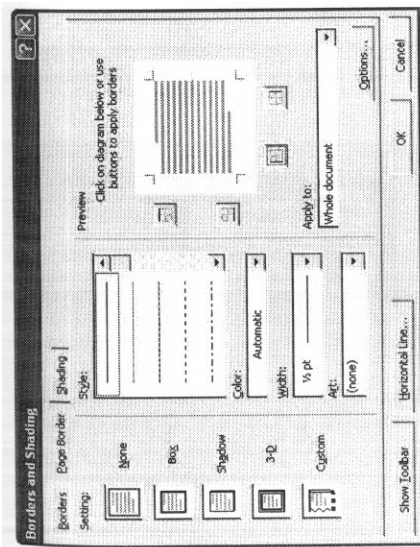 Borders and Shading
Borders
Page Border
Shading
Setting:
None
Box
Shadow
3-D
Custom
Style:
Color:
Automatic
Width:
½ pt
Art:
(none)
Preview
Click on diagram below or use
buttons to apply borders
Apply to:
Whole document
Options...
Show Toolbar
Horizontal Line...
OK
Cancel